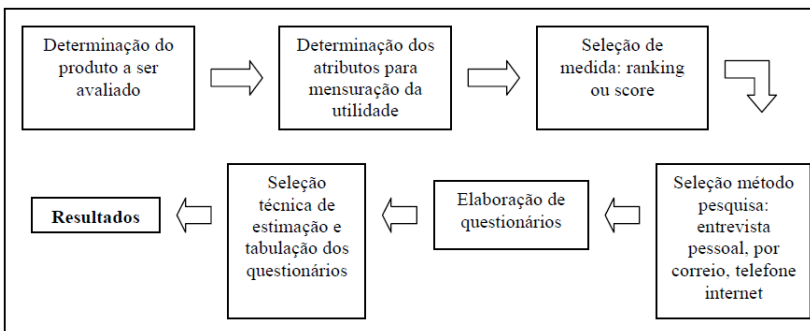 Determinação do
produto a ser
avaliado
Determinação dos
atributos para
mensuração da
utilidade
Seleção de
medida: ranking
ou score
Seleção método
pesquisa:
entrevista
pessoal, por
correio, telefone
internet
Elaboração de
questionários
Seleção
técnica de
estimação e
tabulação dos
questionários
Resultados